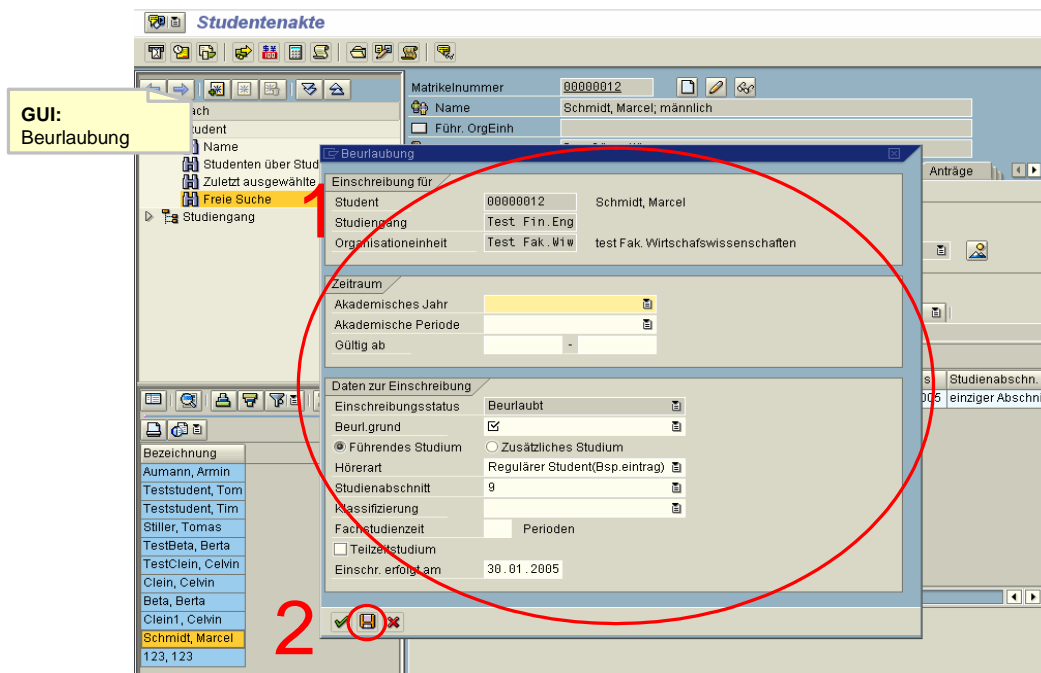 Studentenakte
GUI:
Beurlaubung
Matrikelnummer 00000012
Name Schmidt, Marcel; männlich
Führ. OrgEinh
Name
Studenten über Stud
Zuletzt ausgewählte
Freie Suche
Studiengang
Anträge
Beurlaubung
Einschreibung für
Student 00000012 Schmidt, Marcel
Studiengang Test Fin.Eng
Organisationeinheit Test Fak.Wiw test Fak. Wirtschafswissenschaften
Zeitraum
Akademisches Jahr
Akademische Periode
Gültig ab -
Daten zur Einschreibung
Einschreibungsstatus Beurlaubt
Beurl.grund
Führendes Studium Zusätzliches Studium
Hörerart Regulärer Student(Bsp.eintrag)
Studienabschnitt 9
Klassifizierung
Fachstudienzeit Perioden
Teilzeitstudium
Einschr. erfolgt am 30.01.2005
1
2
s Studienabschn.
005 einziger Abschni
Bezeichnung
Aumann, Armin
Teststudent, Tom
Teststudent, Tim
Stiller, Tomas
TestBeta, Berta
TestClein, Celvin
Clein, Celvin
Beta, Berta
Clein1, Celvin
Schmidt, Marcel
123, 123